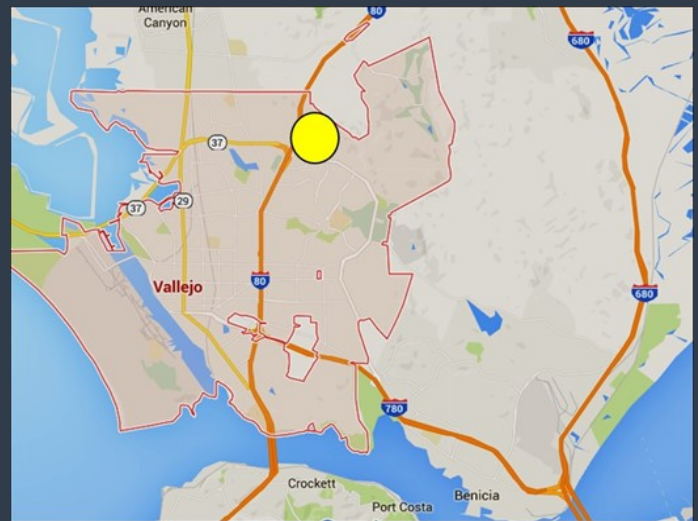 American
Canyon
80
680
37
37
29
Vallejo
80
680
780
Crockett
Port Costa
Benicia